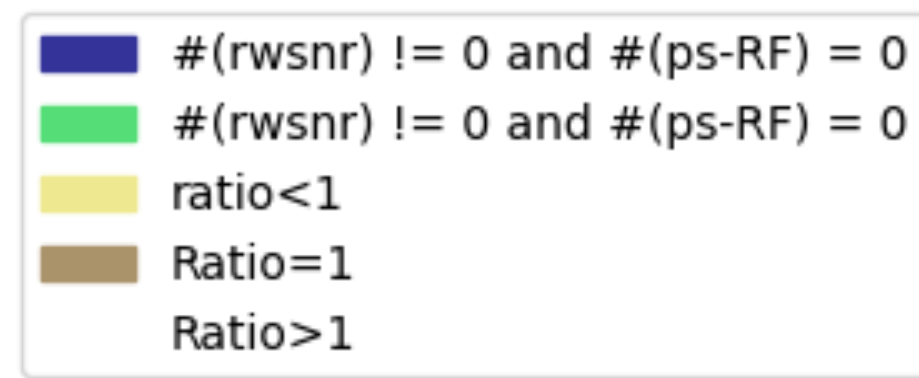 #(rwsnr) != 0 and #(ps-RF) = 0
#(rwsnr) != 0 and #(ps-RF) = 0
ratio<1
Ratio=1
Ratio>1